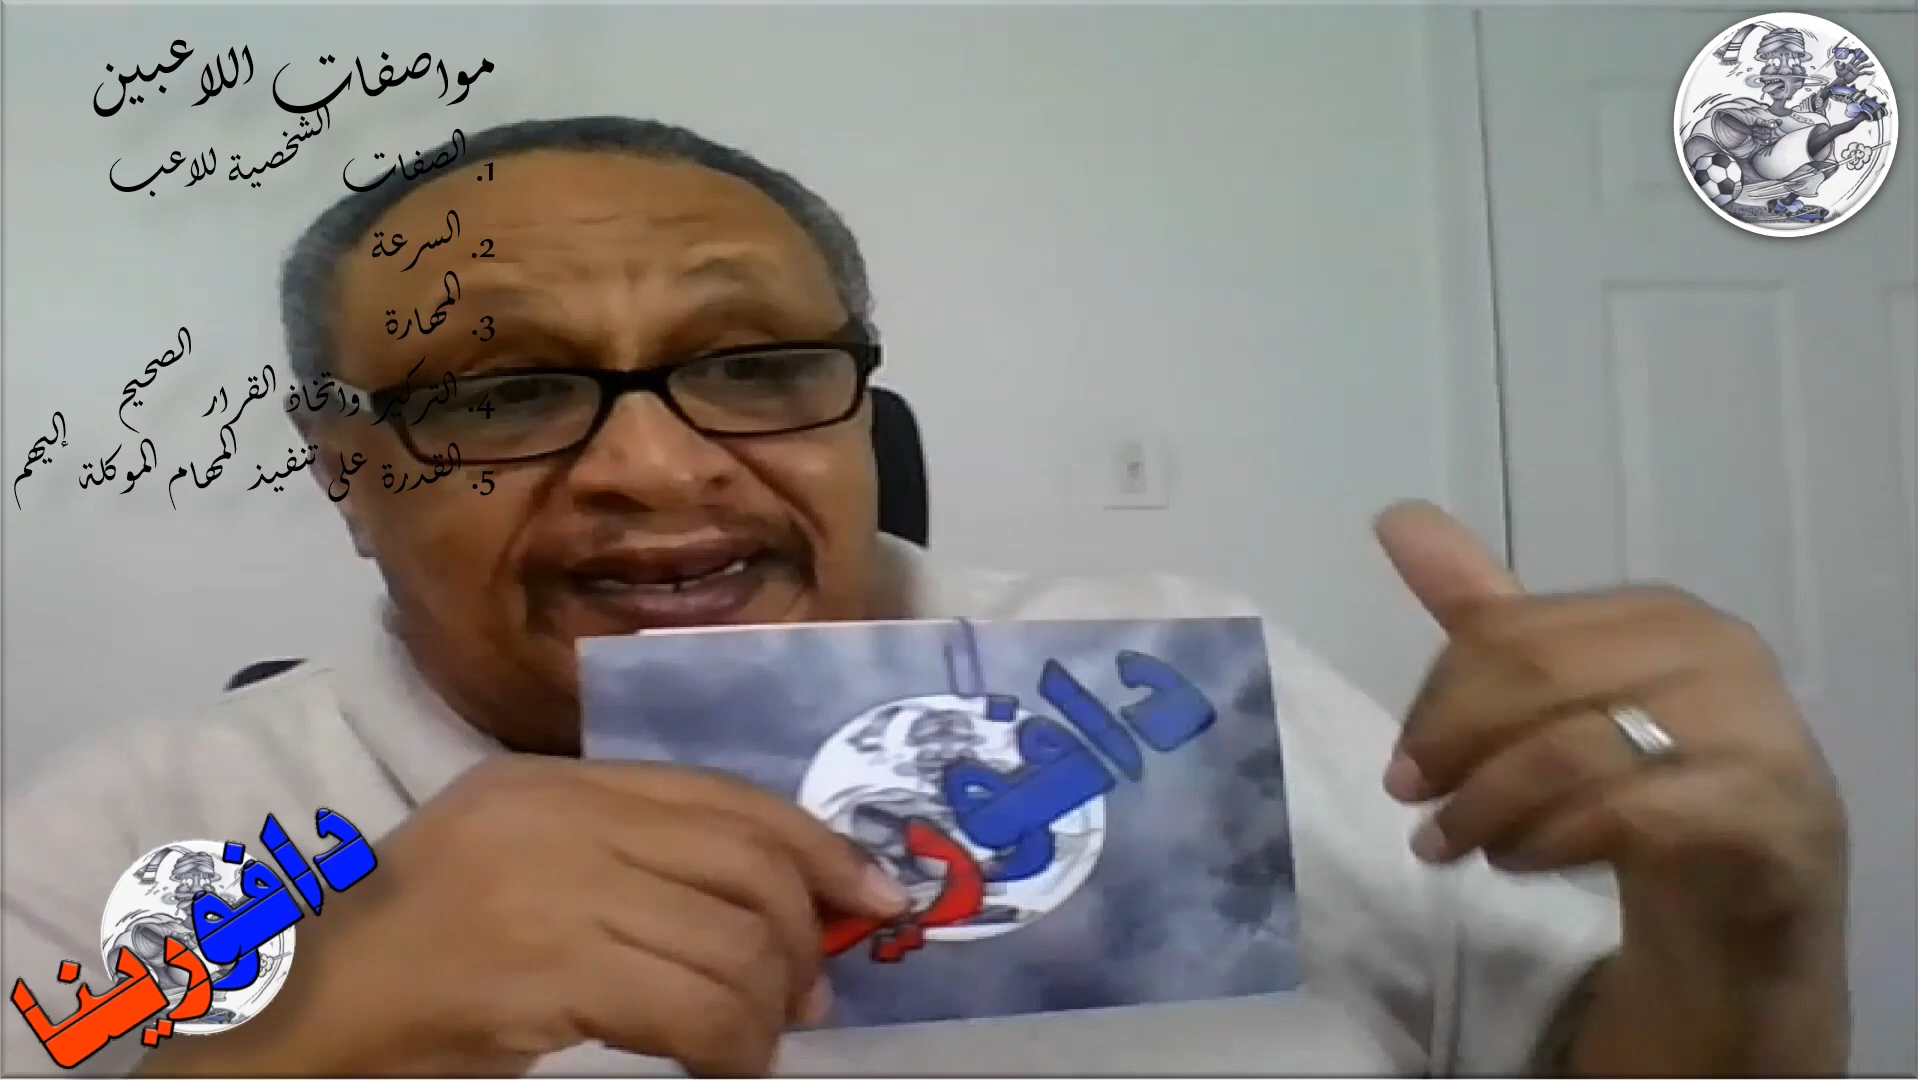 مواصفات اللاعبين
1. الصفات الشخصية للاعب
2. السرعة
3. المهارة
4. التركيز واتخاذ القرار الصحيح
5. القدرة على تنفيذ المهام الموكلة إليهم
دافوري
دافورينا